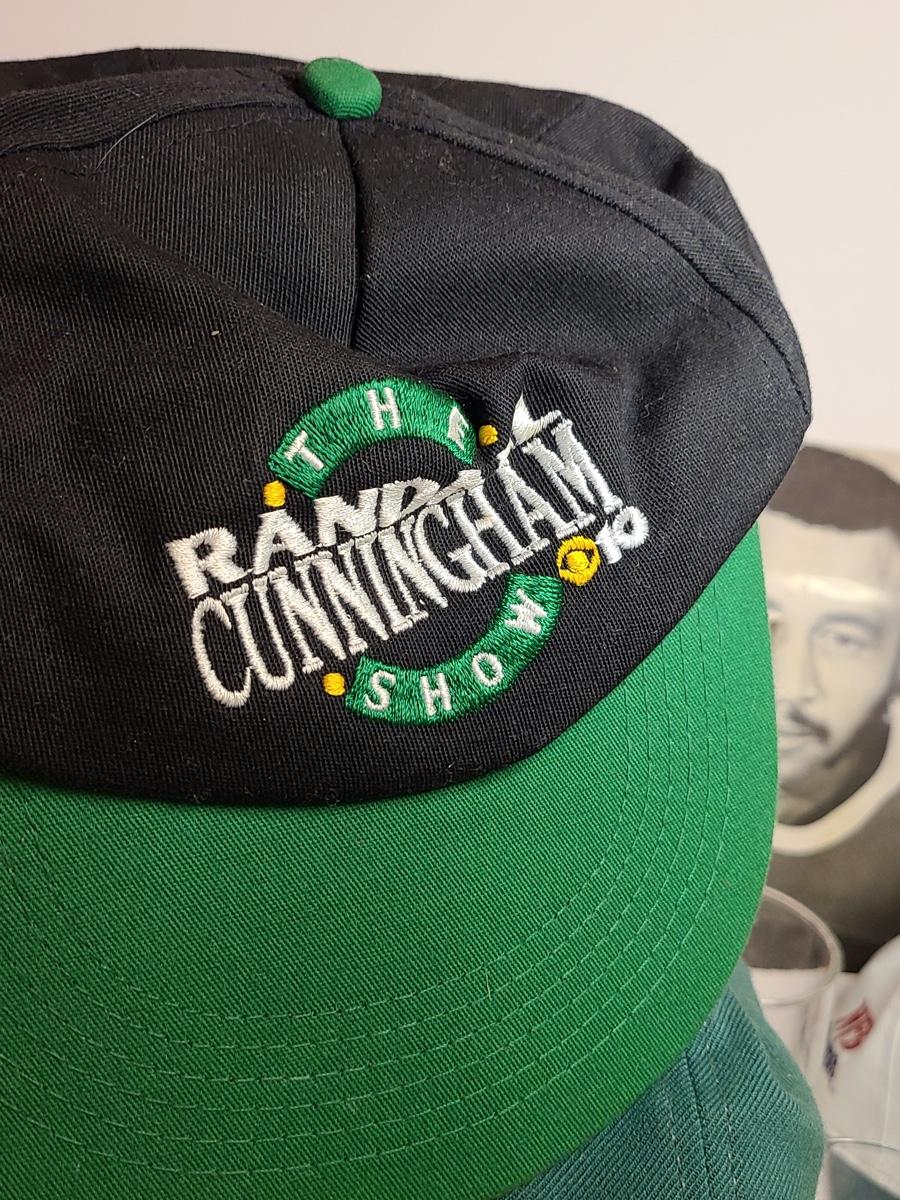 THE
RANDALL
CUNNINGHAM
10
SHOW